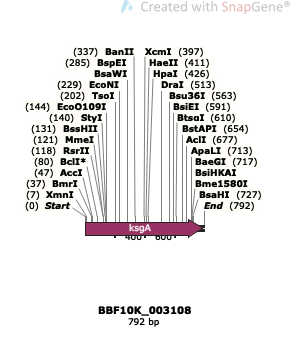 Created with SnapGene®
(337) BanII XcmI (397)
(285) BspEI HaeII (411)
BsaWI HpaI (426)
(229) EcoNI DraI (513)
(202) TsoI Bsu36I (563)
(144) EcoO109I BsiEI (591)
(140) StyI BtsαI (610)
(131) BssHII BstAPI (654)
(121) MmeI AclI (677)
(118) RsrII ApaLI (713)
(80) BclI* BaeGI (717)
(47) AccI BsiHKAI
(37) BmrI Bme1580I
(7) XmnI BsaHI (727)
(0) Start End (792)
ksgA
400 600
BBF10K_003108
792 bp